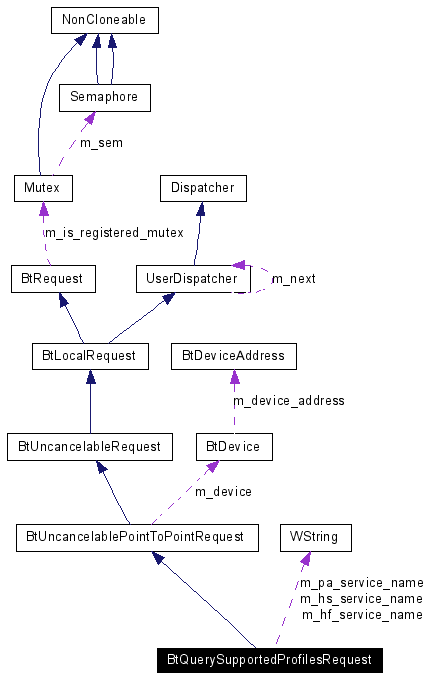 NonCloneable
Semaphore
m_sem
Mutex
Dispatcher
m_is_registered_mutex
BtRequest
UserDispatcher
m_next
BtLocalRequest
BtDeviceAddress
m_device_address
BtUncancelableRequest
BtDevice
m_device
BtUncancelablePointToPointRequest
WString
m_pa_service_name
m_hs_service_name
m_hf_service_name
BtQuerySupportedProfilesRequest